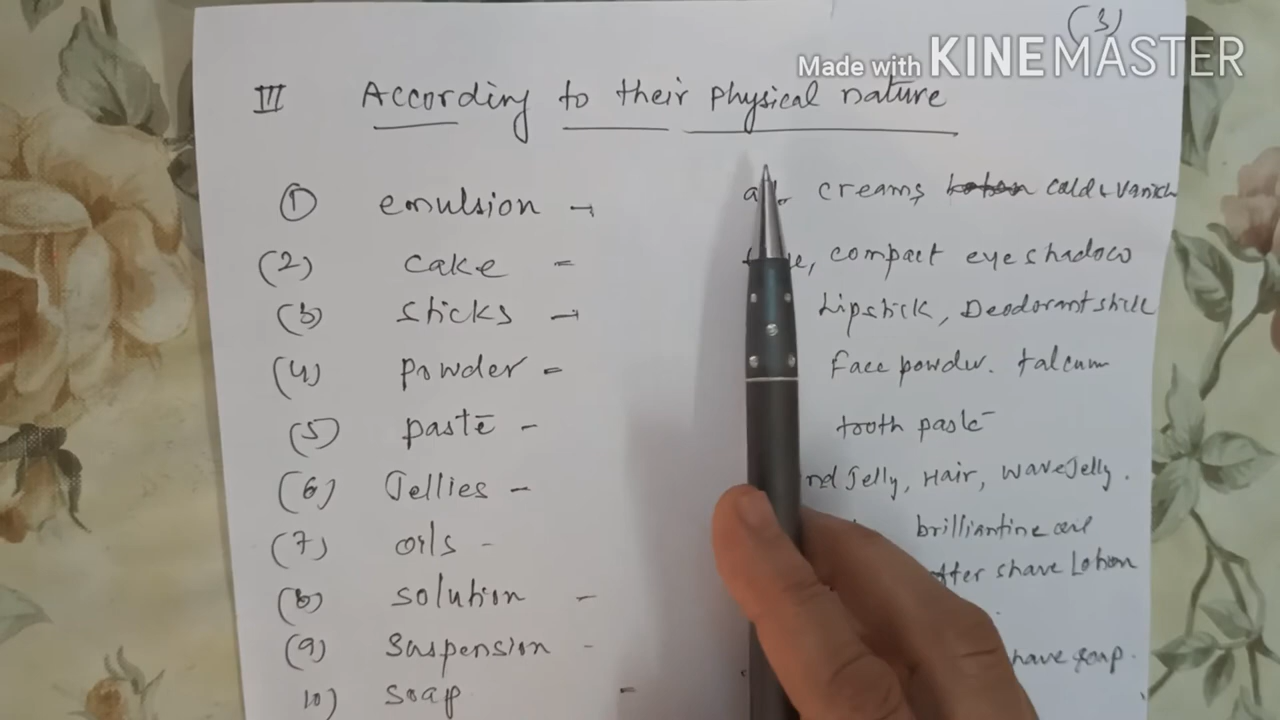 (3)
Made with KINEMASTER
III According to their physical nature
① emulsion → creams, cold & vanish
(2) cake = compact eye shadow
(3) sticks → Lipstick, Deodorant stick
(4) powder = Face powder. talcum
(5) paste - tooth paste
(6) Jellies - Jelly, Hair, wave Jelly.
(7) oils - brilliantine oil
(8) solution - After shave Lotion
(9) Suspension -
10) soap - shave soap.